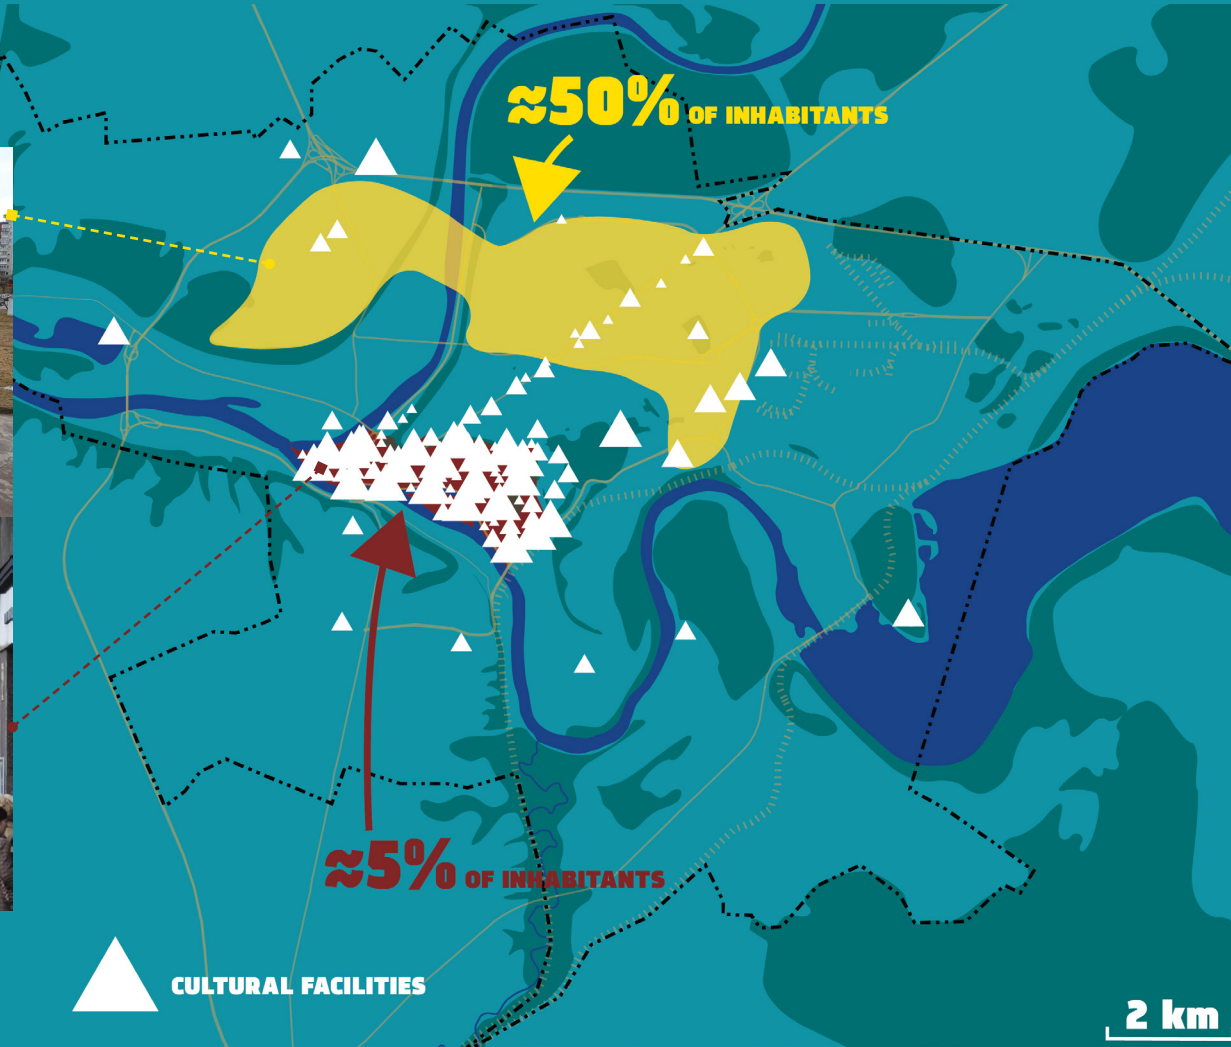 ≈50% OF INHABITANTS
≈5% OF INHABITANTS
CULTURAL FACILITIES
2 km